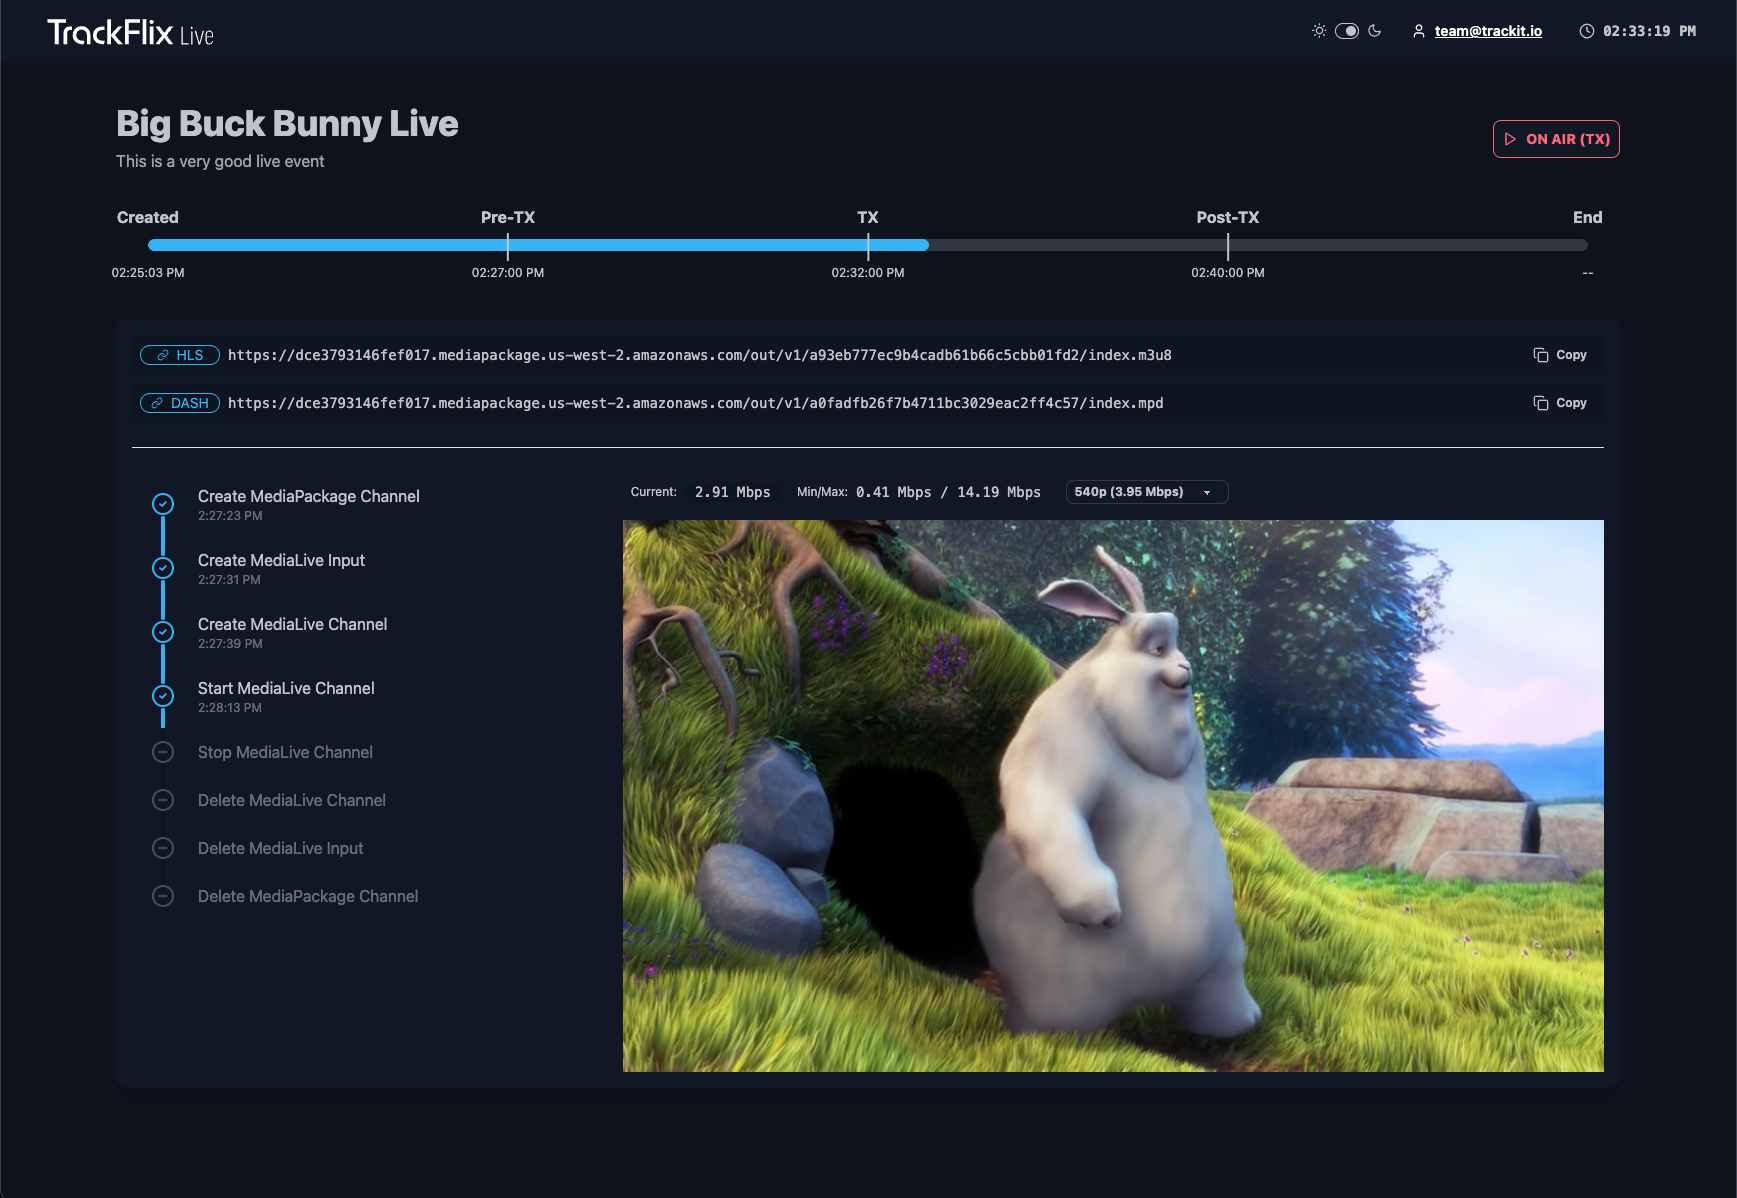 TrackFlix Live
team@trackit.io
02:33:19 PM
Big Buck Bunny Live
This is a very good live event
ON AIR (TX)
Created Pre-TX TX Post-TX End
02:25:03 PM 02:27:00 PM 02:32:00 PM 02:40:00 PM --
HLS https://dce3793146fef017.mediapackage.us-west-2.amazonaws.com/out/v1/a93eb777ec9b4cadb61b66c5cbb01fd2/index.m3u8 Copy
DASH https://dce3793146fef017.mediapackage.us-west-2.amazonaws.com/out/v1/a0fadfb26f7b4711bc3029eac2ff4c57/index.mpd Copy
Create MediaPackage Channel
2:27:23 PM
Create MediaLive Input
2:27:31 PM
Create MediaLive Channel
2:27:39 PM
Start MediaLive Channel
2:28:13 PM
Stop MediaLive Channel
Delete MediaLive Channel
Delete MediaLive Input
Delete MediaPackage Channel
Current: 2.91 Mbps Min/Max: 0.41 Mbps / 14.19 Mbps 540p (3.95 Mbps)